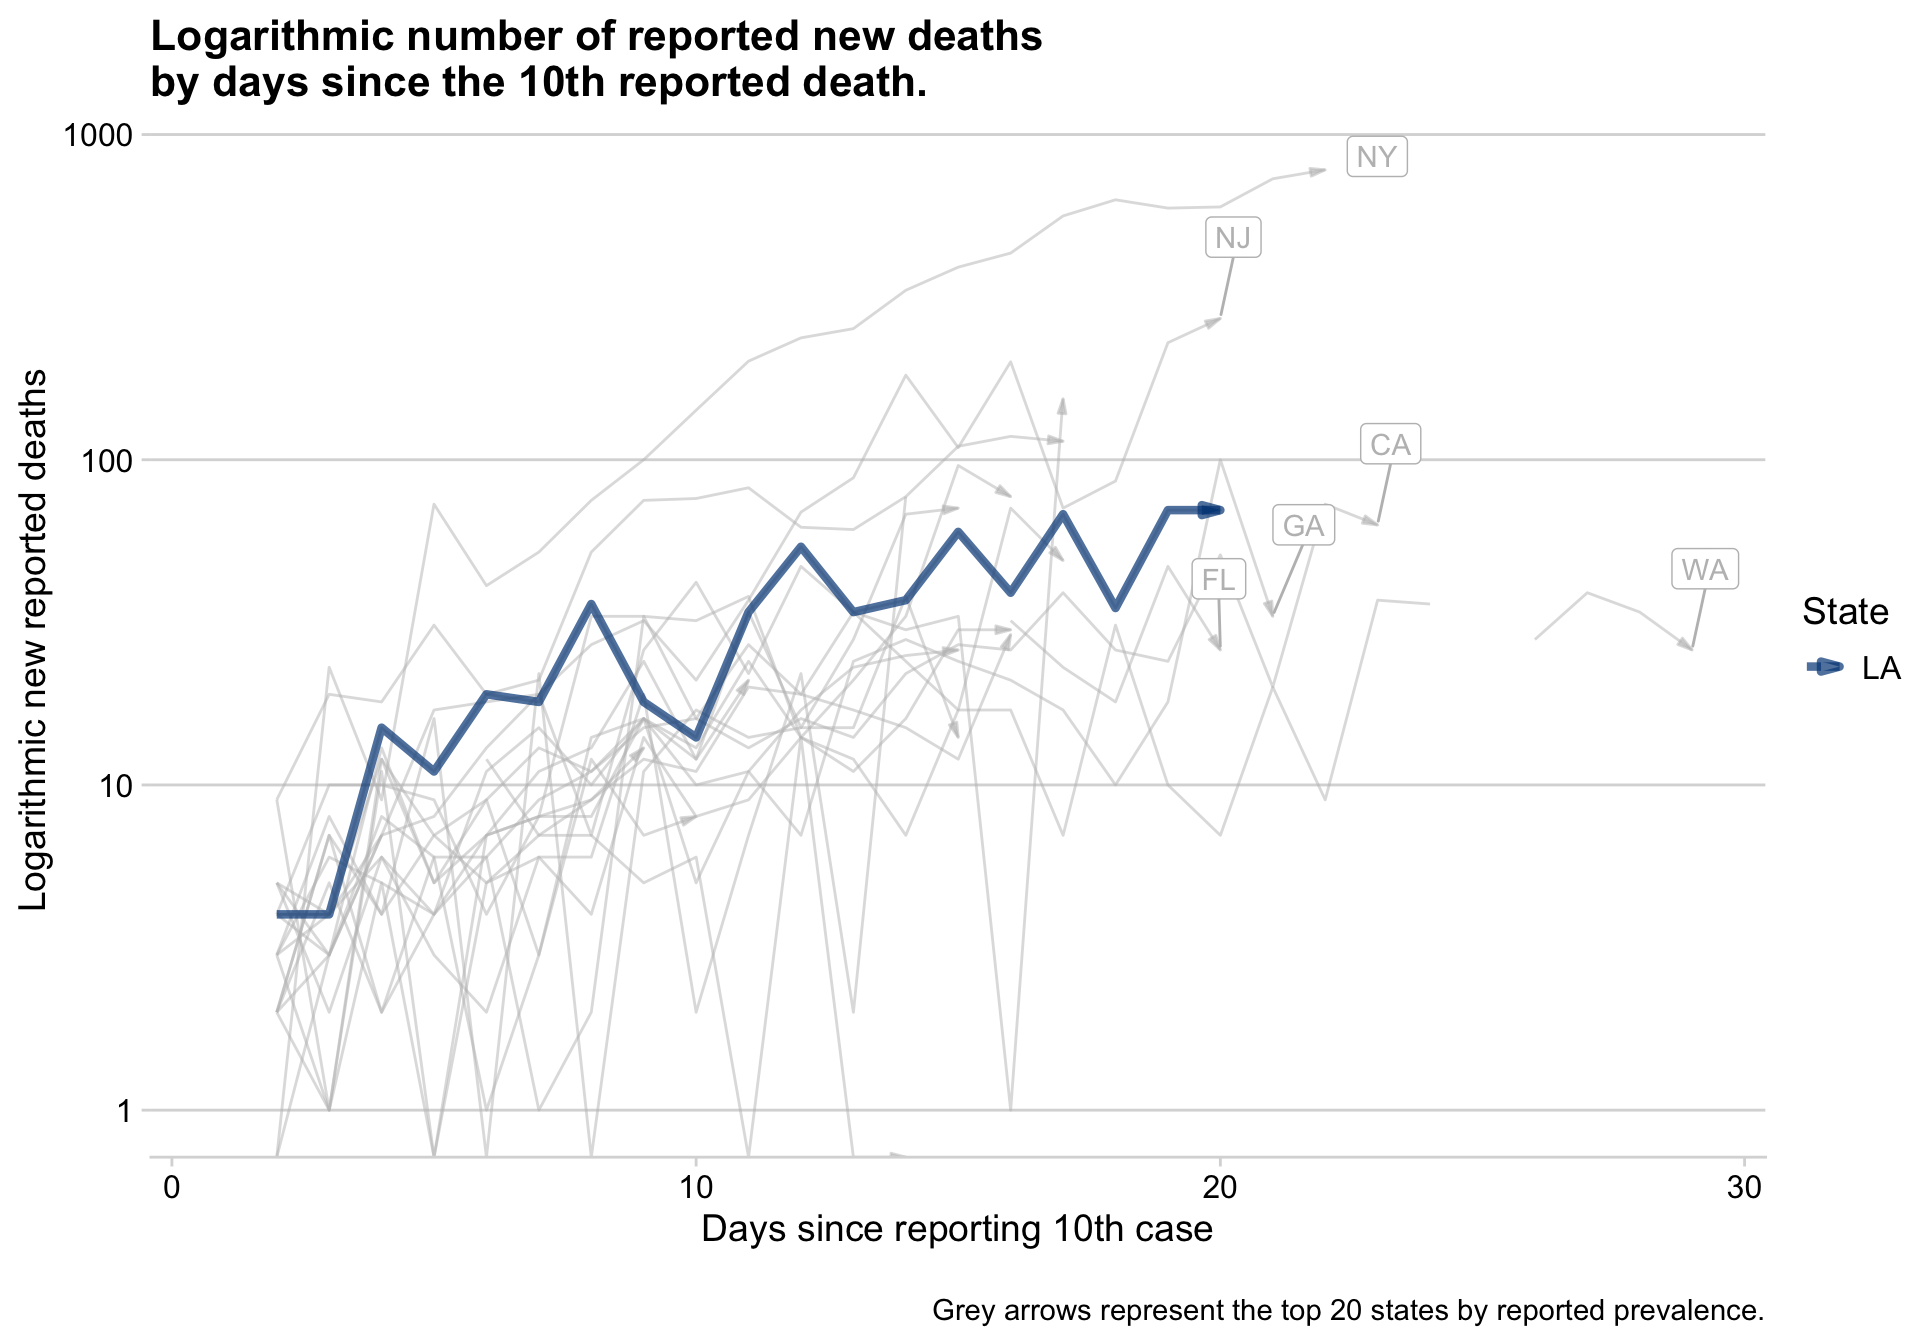 Logarithmic number of reported new deaths
by days since the 10th reported death.
1000
100
10
1
Logarithmic new reported deaths
NY
NJ
CA
GA
FL
WA
State
LA
0 10 20 30
Days since reporting 10th case
Grey arrows represent the top 20 states by reported prevalence.